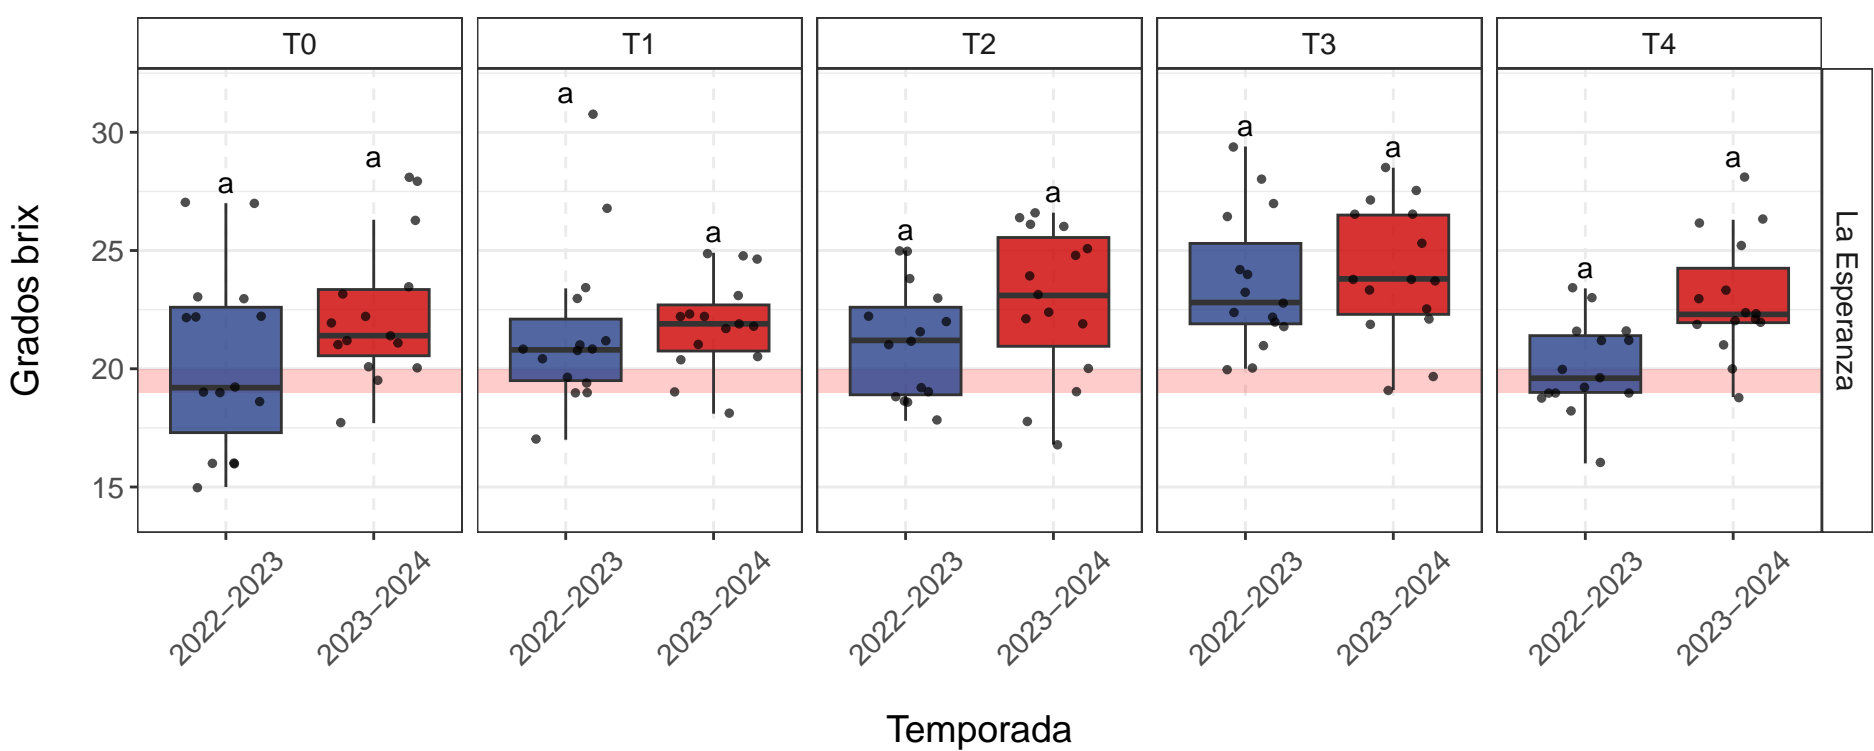 T0 T1 T2 T3 T4
La Esperanza
Grados brix
30
25
20
15
a a a a a a a a a a
2022–2023 2023–2024 2022–2023 2023–2024 2022–2023 2023–2024 2022–2023 2023–2024 2022–2023 2023–2024
Temporada